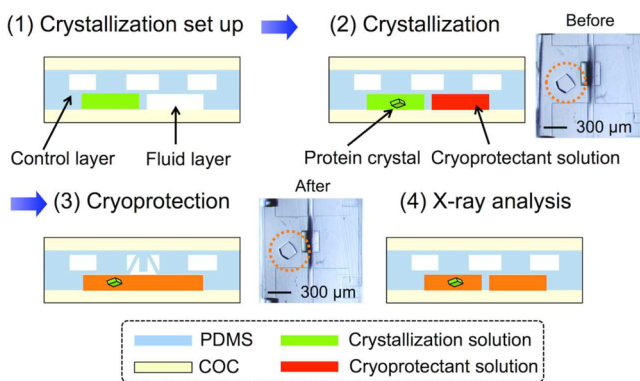 (1) Crystallization set up
(2) Crystallization
Before
Control layer
Fluid layer
Protein crystal
Cryoprotectant solution
300 µm
(3) Cryoprotection
After
(4) X-ray analysis
300 µm
PDMS
Crystallization solution
COC
Cryoprotectant solution